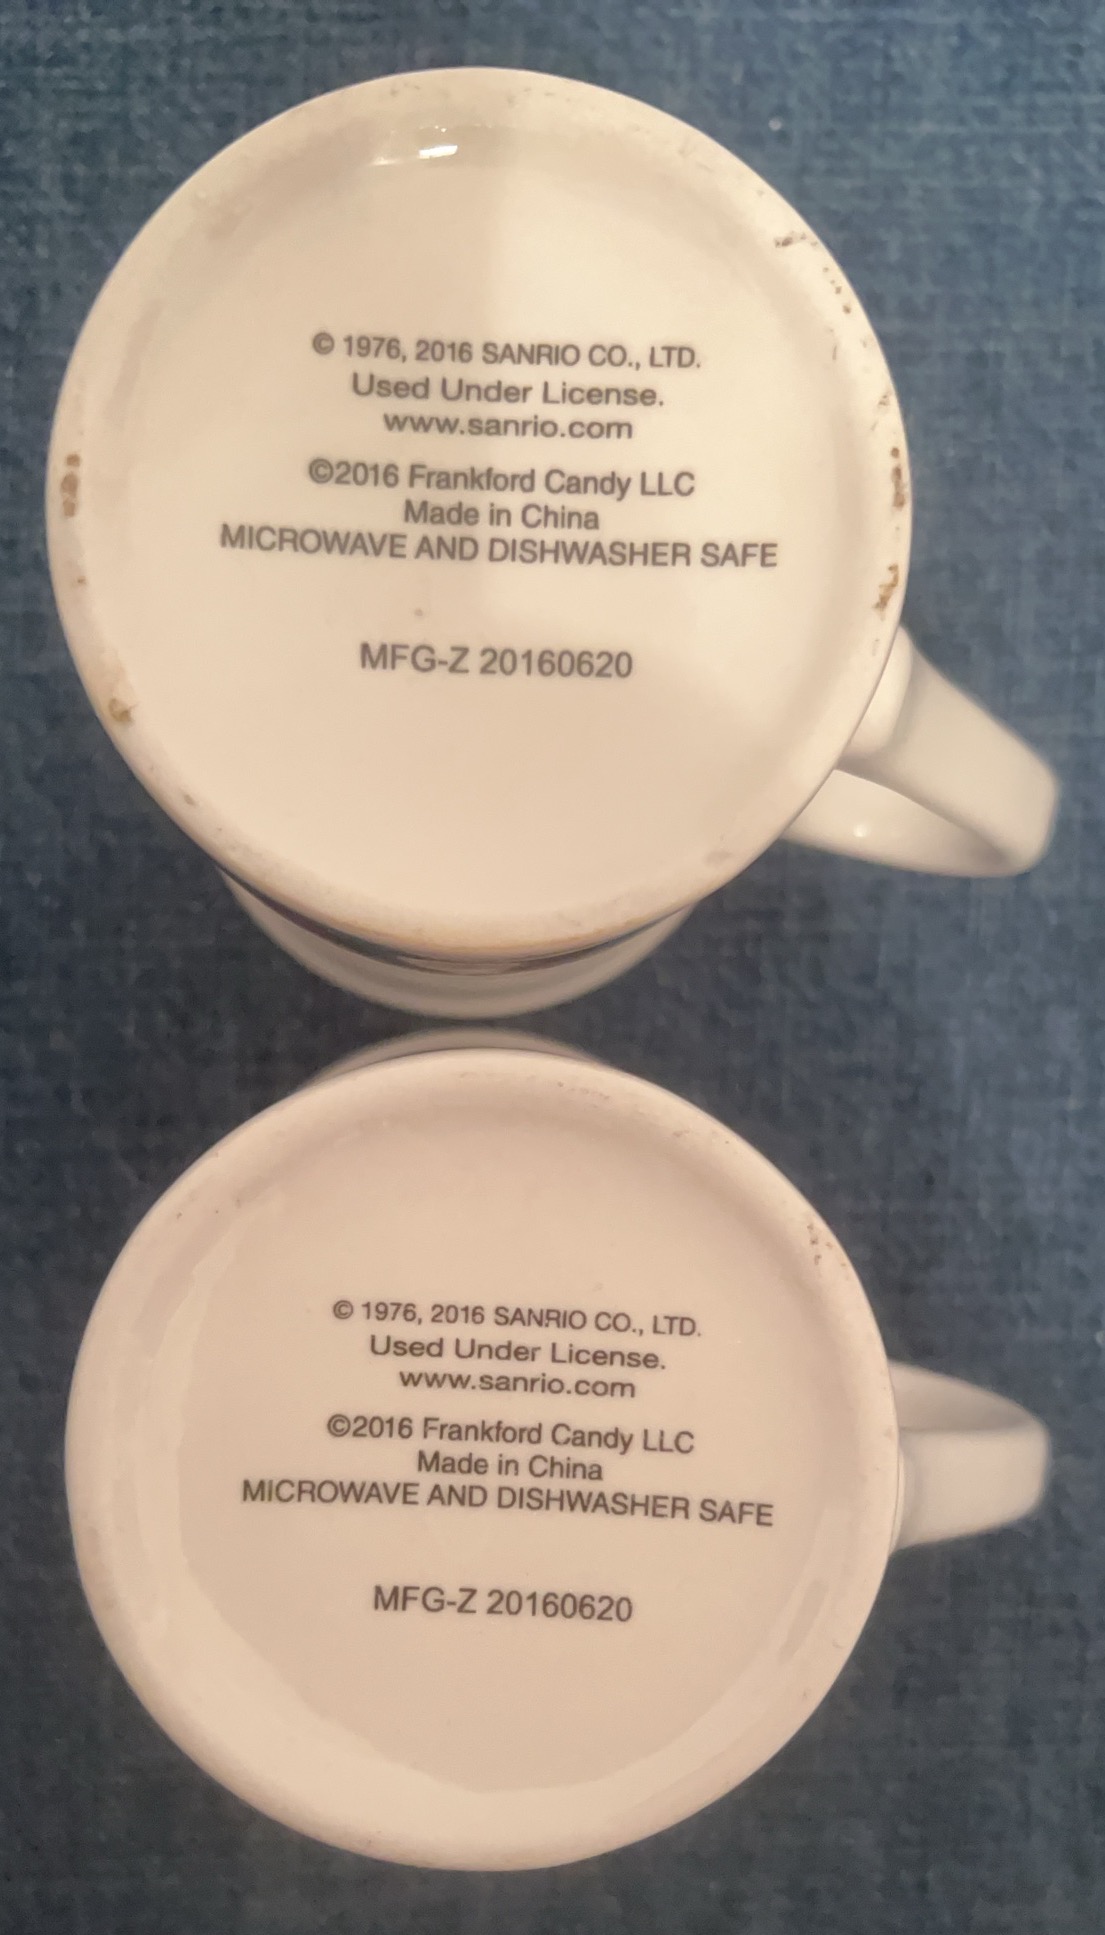 © 1976, 2016 SANRIO CO., LTD.
Used Under License.
www.sanrio.com
©2016 Frankford Candy LLC
Made in China
MICROWAVE AND DISHWASHER SAFE
MFG-Z 20160620
© 1976, 2016 SANRIO CO., LTD.
Used Under License.
www.sanrio.com
©2016 Frankford Candy LLC
Made in China
MICROWAVE AND DISHWASHER SAFE
MFG-Z 20160620